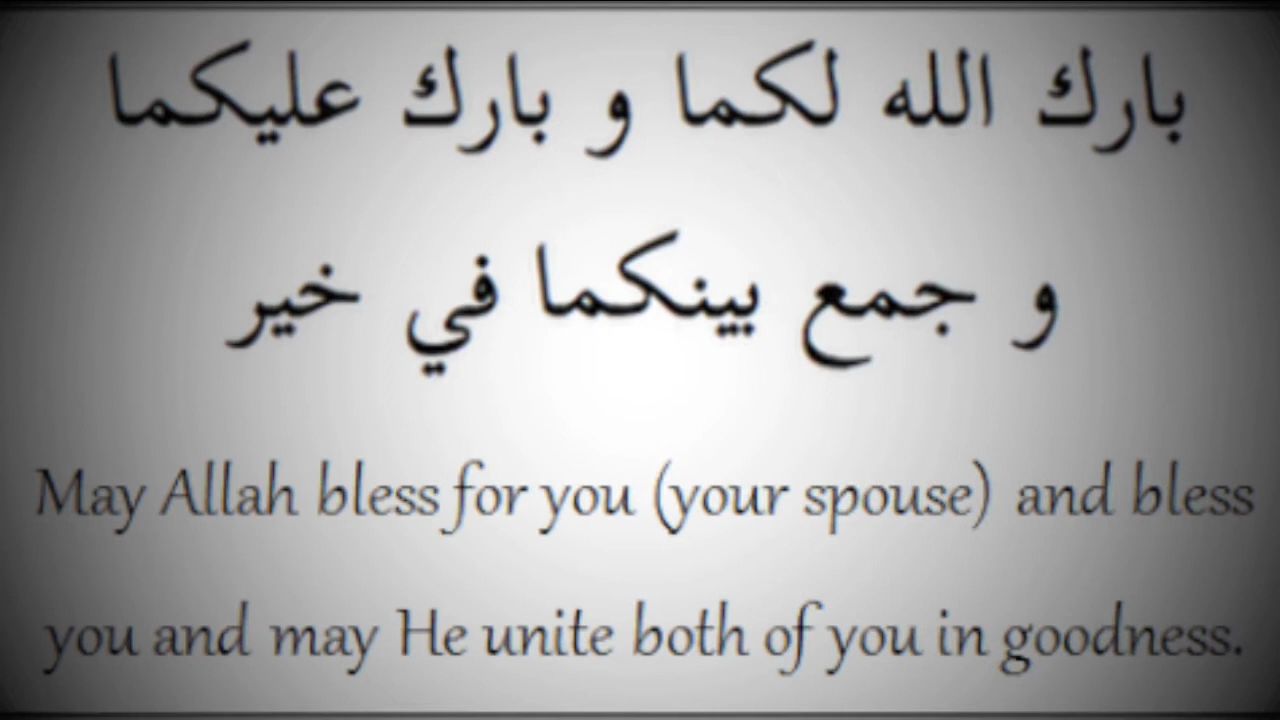 بارك الله لكما و بارك عليكما
و جمع بينكما في خير
May Allah bless for you (your spouse) and bless
you and may He unite both of you in goodness.